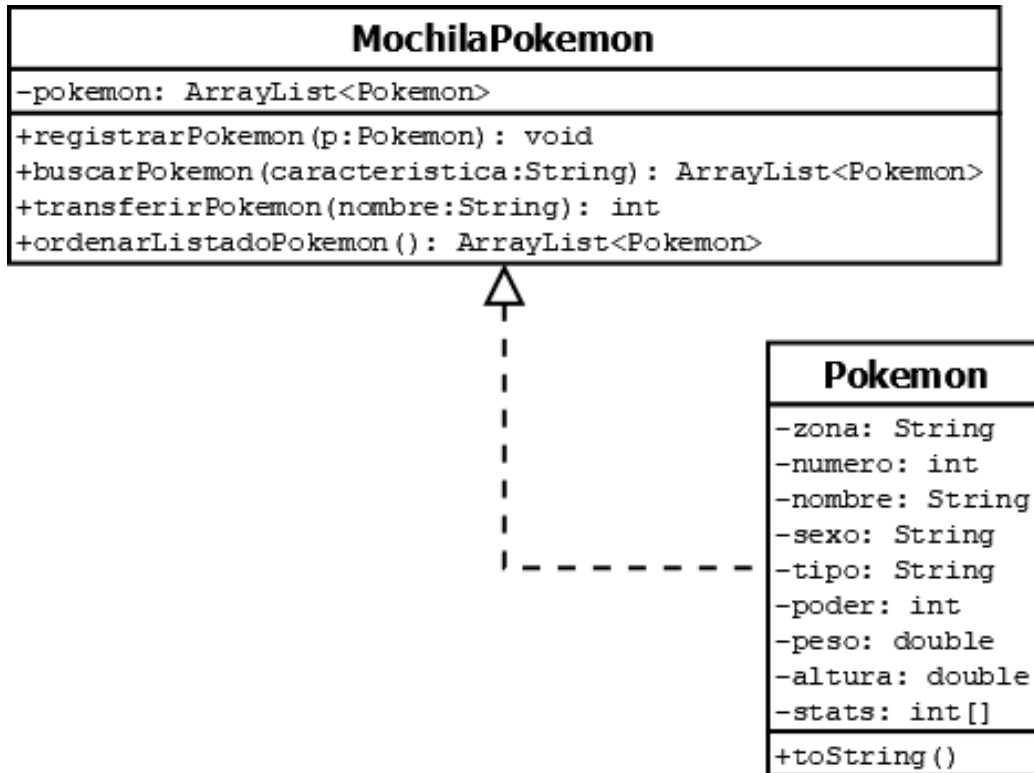 MochilaPokemon
-pokemon: ArrayList<Pokemon>
+registrarPokemon(p:Pokemon): void
+buscarPokemon(caracteristica:String): ArrayList<Pokemon>
+transferirPokemon(nombre:String): int
+ordenarListadoPokemon(): ArrayList<Pokemon>
Pokemon
-zona: String
-numero: int
-nombre: String
-sexo: String
-tipo: String
-poder: int
-peso: double
-altura: double
-stats: int[]
+toString()